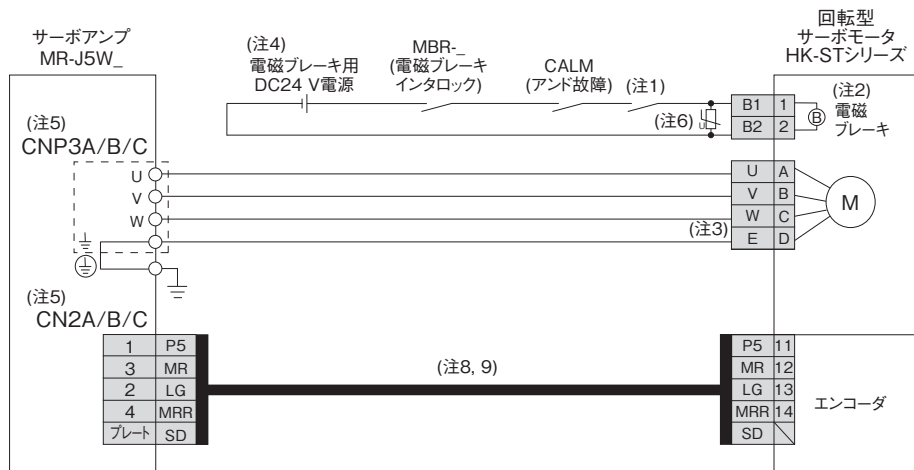 サーボアンプ
MR-J5W_
回転型
サーボモータ
HK-STシリーズ
(注4)
電磁ブレーキ用
DC24 V電源
MBR-_
(電磁ブレーキ
インタロック)
CALM
(アンド故障)
(注1)
(注6)
U
B1 1
B2 2
(注2)
電磁
ブレーキ
B
(注5)
CNP3A/B/C
U
V
W
U A
V B
W C
E D
(注3)
M
(注5)
CN2A/B/C
1 P5
3 MR
2 LG
4 MRR
プレート SD
(注8, 9)
P5 11
MR 12
LG 13
MRR 14
SD
エンコーダ